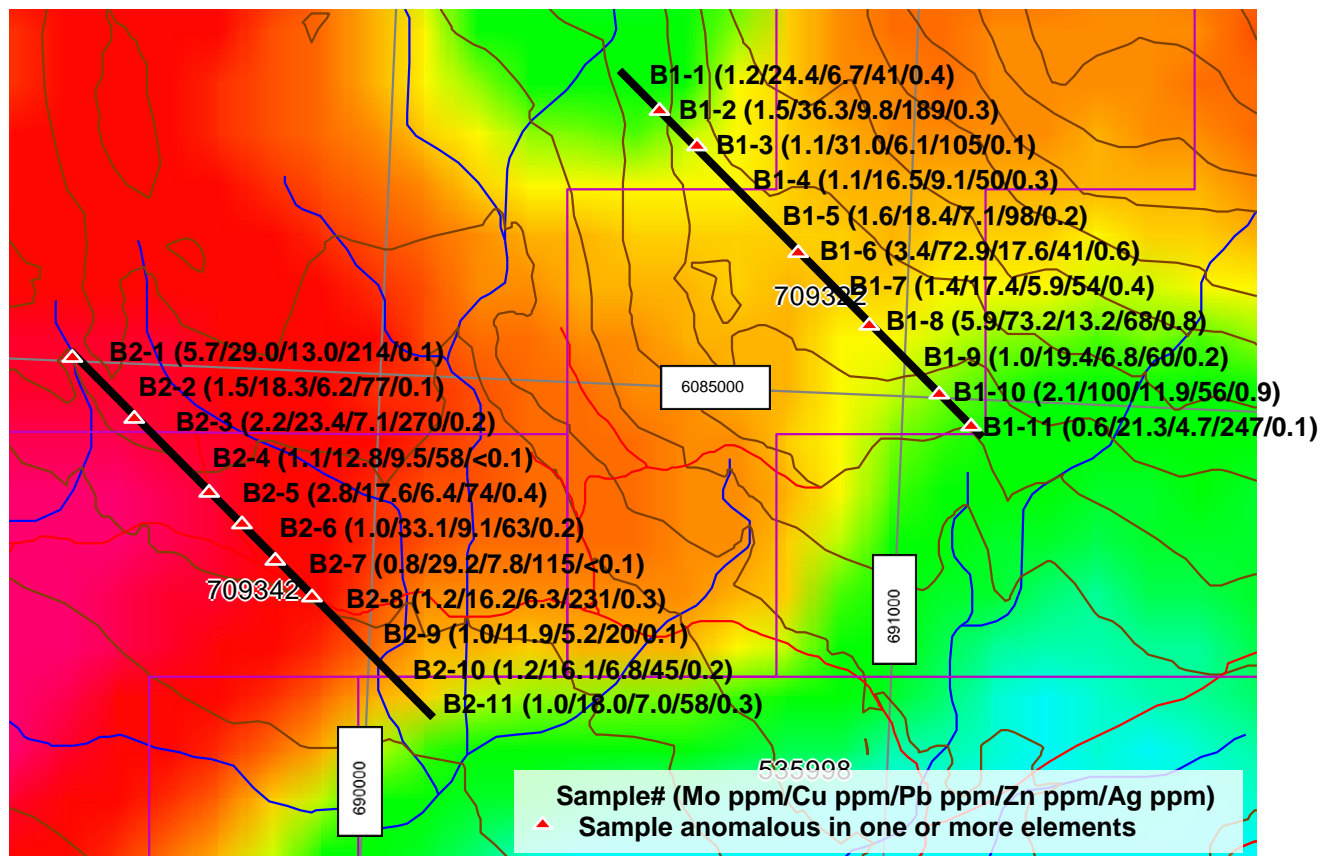 B1-1 (1.2/24.4/6.7/41/0.4)
B1-2 (1.5/36.3/9.8/189/0.3)
B1-3 (1.1/31.0/6.1/105/0.1)
B1-4 (1.1/16.5/9.1/50/0.3)
B1-5 (1.6/18.4/7.1/98/0.2)
B1-6 (3.4/72.9/17.6/41/0.6)
B1-7 (1.4/17.4/5.9/54/0.4)
709322
B1-8 (5.9/73.2/13.2/68/0.8)
B1-9 (1.0/19.4/6.8/60/0.2)
B1-10 (2.1/100/11.9/56/0.9)
B1-11 (0.6/21.3/4.7/247/0.1)
6085000
B2-1 (5.7/29.0/13.0/214/0.1)
B2-2 (1.5/18.3/6.2/77/0.1)
B2-3 (2.2/23.4/7.1/270/0.2)
B2-4 (1.1/12.8/9.5/58/<0.1)
B2-5 (2.8/17.6/6.4/74/0.4)
B2-6 (1.0/33.1/9.1/63/0.2)
B2-7 (0.8/29.2/7.8/115/<0.1)
709342
B2-8 (1.2/16.2/6.3/231/0.3)
B2-9 (1.0/11.9/5.2/20/0.1)
B2-10 (1.2/16.1/6.8/45/0.2)
B2-11 (1.0/18.0/7.0/58/0.3)
691000
690000
535998
Sample# (Mo ppm/Cu ppm/Pb ppm/Zn ppm/Ag ppm)
Sample anomalous in one or more elements